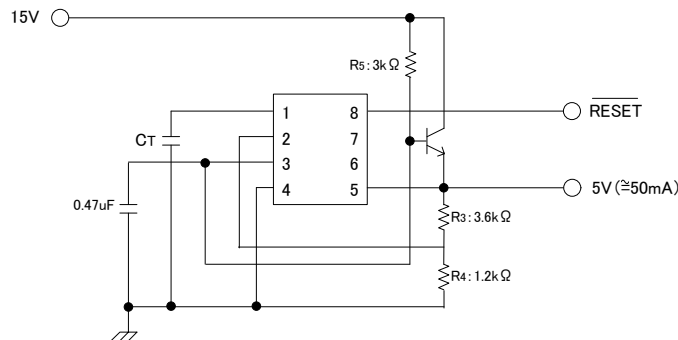 15V
R5:3kΩ
1 8
RESET
2 7
CT
3 6
4 5
5V(≅50mA)
0.47uF
R3:3.6kΩ
R4:1.2kΩ